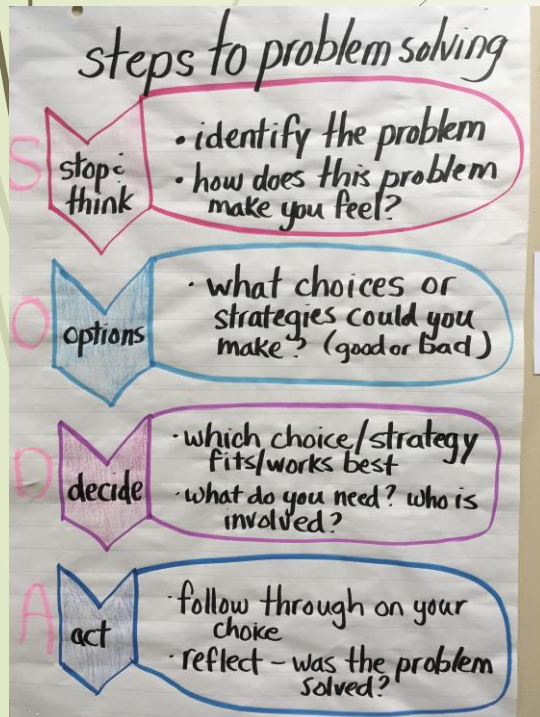 steps to problem solving
S
stop &
think
• identify the problem
• how does this problem
make you feel?
O
options
• what choices or
strategies could you
make? (good or bad)
D
decide
• which choice/strategy
fits/works best
• what do you need? who is
involved?
A
act
• follow through on your
choice
• reflect – was the problem
solved?